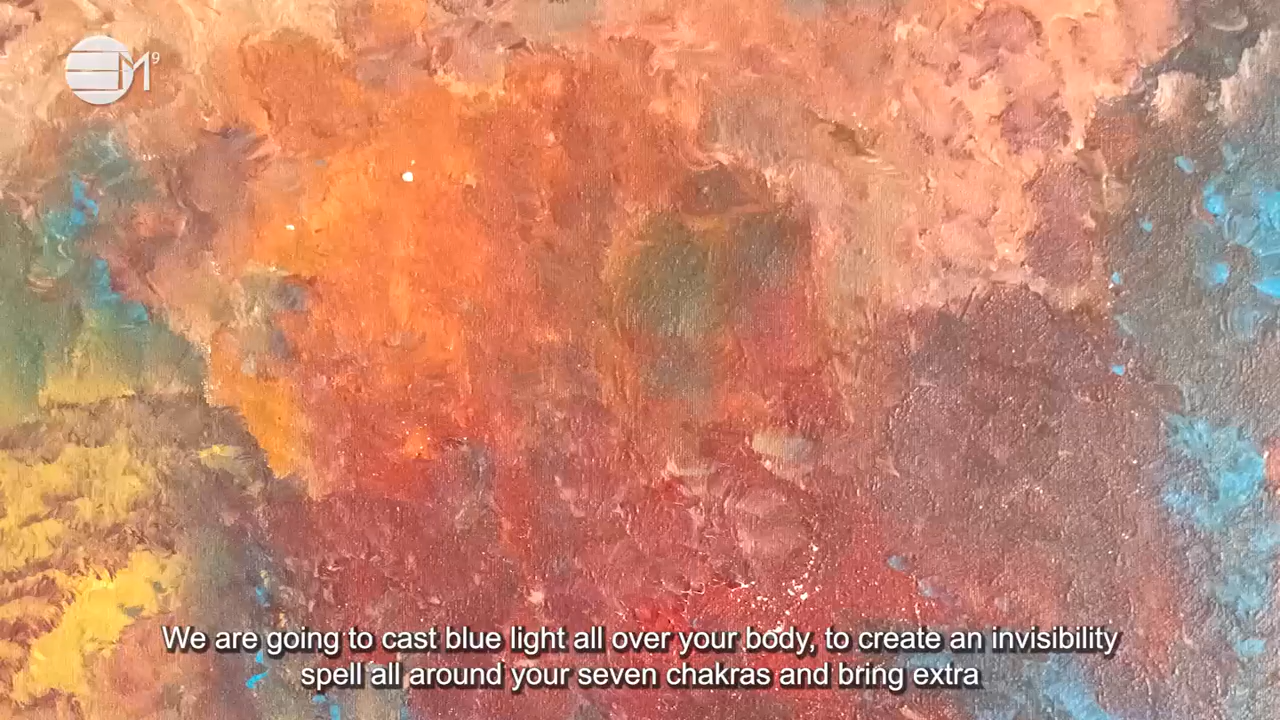 EM⁹
We are going to cast blue light all over your body, to create an invisibility
spell all around your seven chakras and bring extra